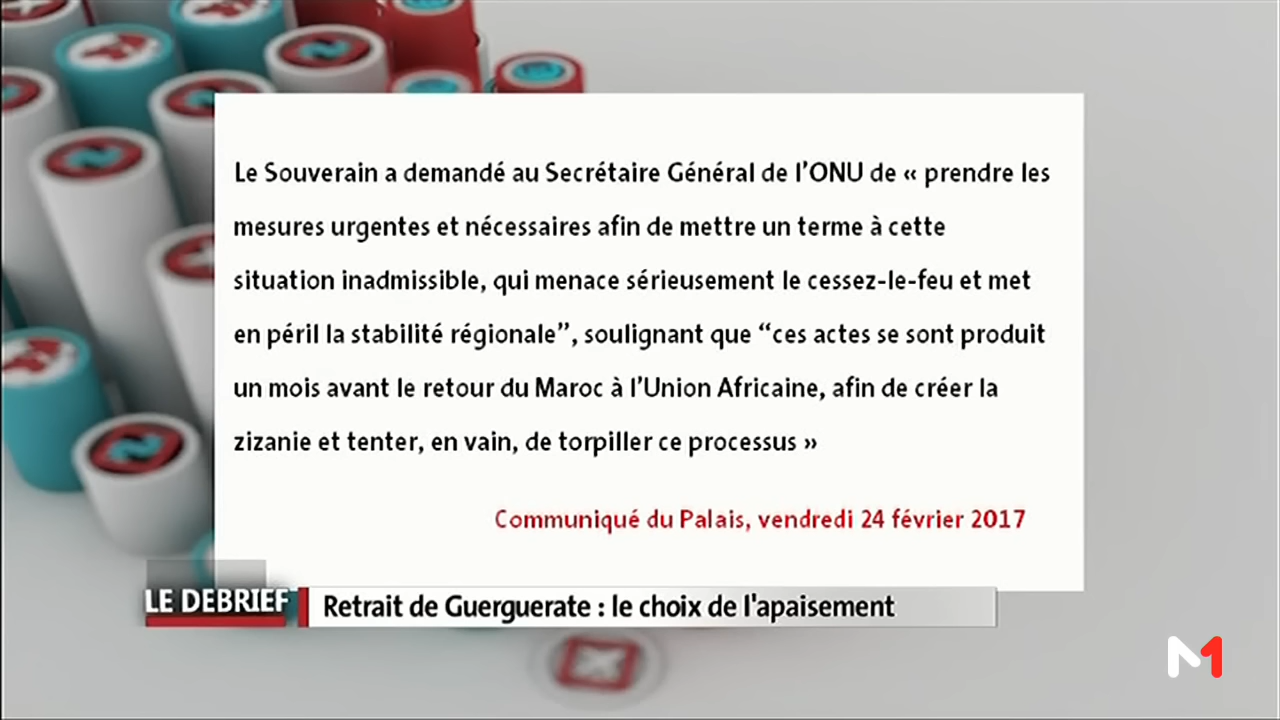 Le Souverain a demandé au Secrétaire Général de l’ONU de « prendre les
mesures urgentes et nécessaires afin de mettre un terme à cette
situation inadmissible, qui menace sérieusement le cessez-le-feu et met
en péril la stabilité régionale”, soulignant que “ces actes se sont produit
un mois avant le retour du Maroc à l’Union Africaine, afin de créer la
zizanie et tenter, en vain, de torpiller ce processus »
Communiqué du Palais, vendredi 24 février 2017
LE DEBRIEF
Retrait de Guerguerate : le choix de l'apaisement
M1